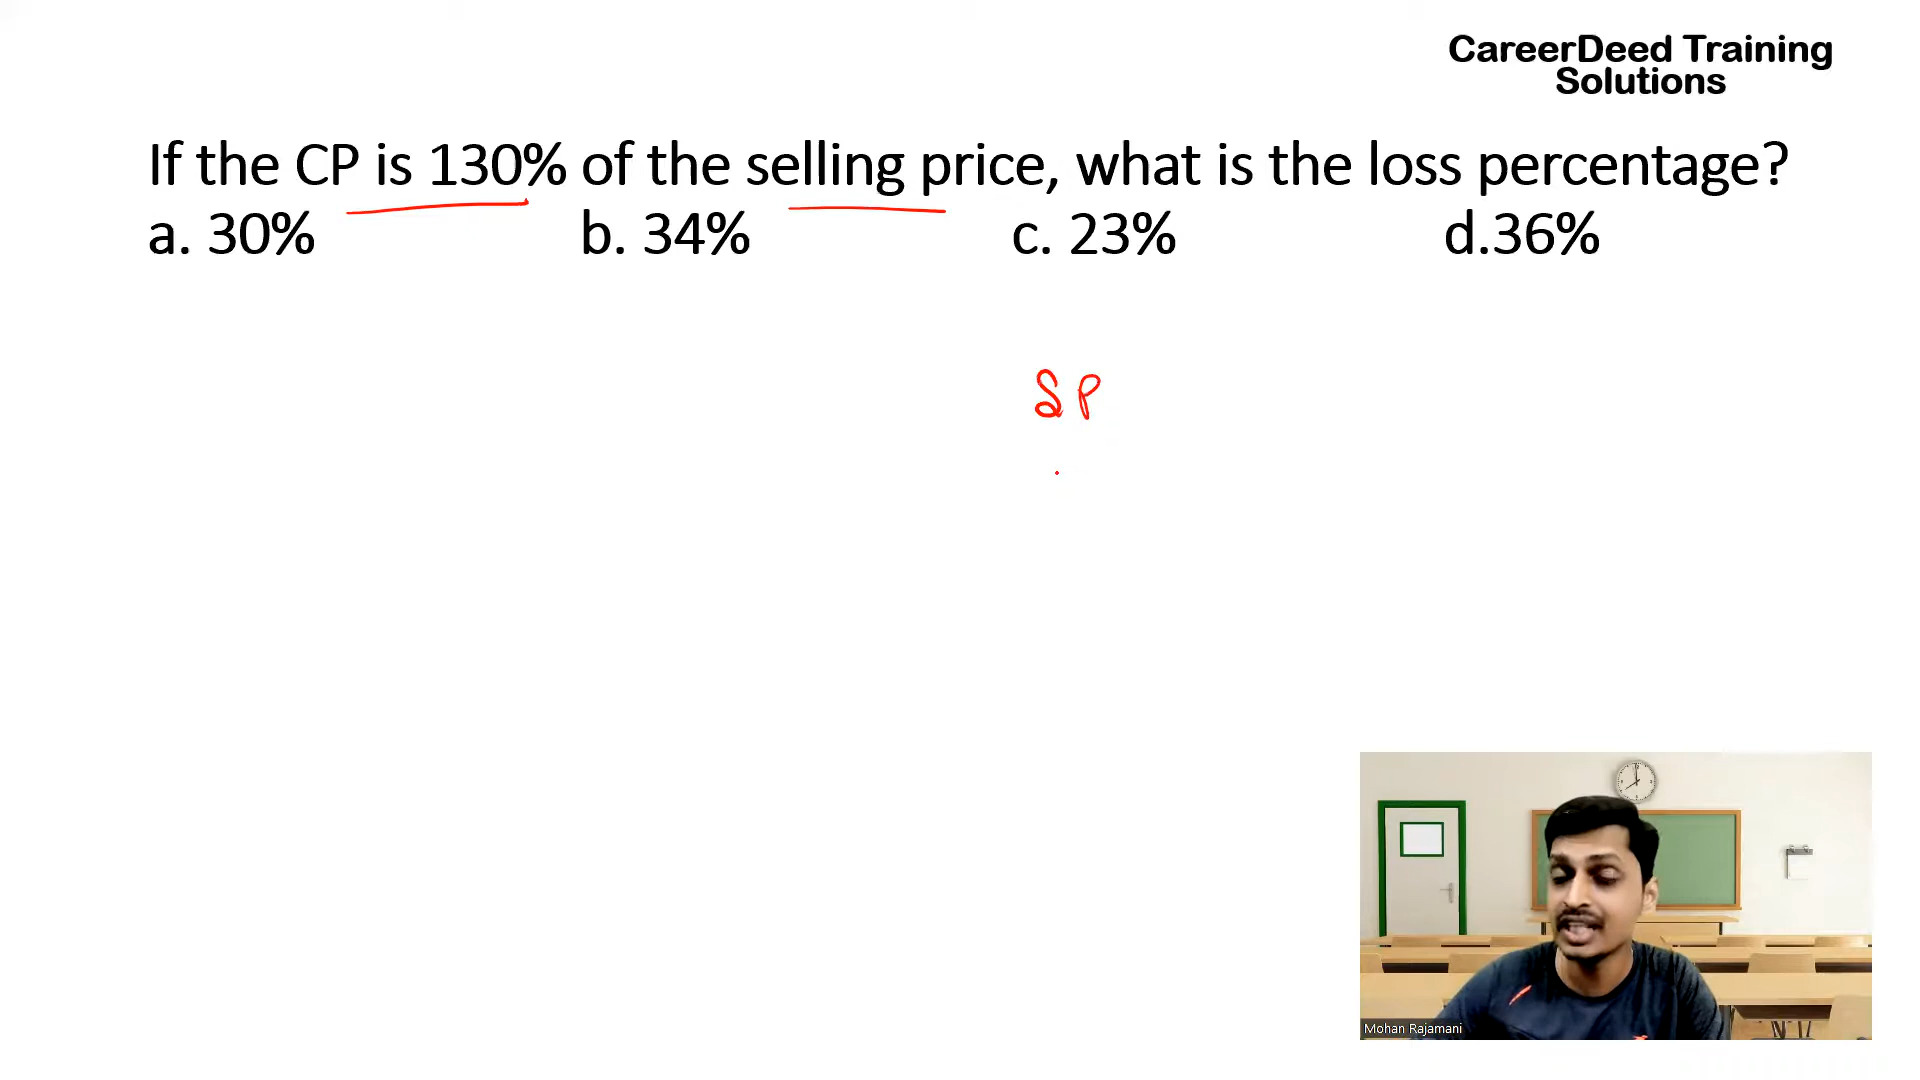 CareerDeed Training
Solutions
If the CP is 130% of the selling price, what is the loss percentage?
a. 30% b. 34% c. 23% d.36%
SP
Mohan Rajamani